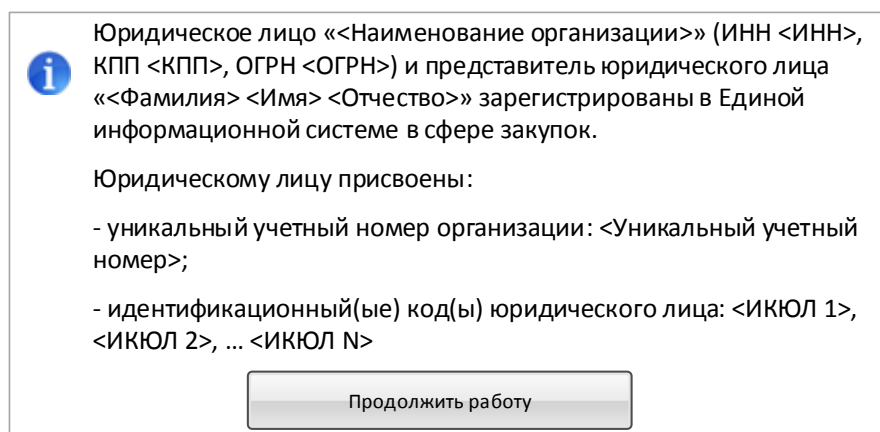 Юридическое лицо «<Наименование организации>» (ИНН <ИНН>,
КПП <КПП>, ОГРН <ОГРН>) и представитель юридического лица
«<Фамилия> <Имя> <Отчество>» зарегистрированы в Единой
информационной системе в сфере закупок.
Юридическому лицу присвоены:
- уникальный учетный номер организации: <Уникальный учетный
номер>;
- идентификационный(ые) код(ы) юридического лица: <ИКЮЛ 1>,
<ИКЮЛ 2>, ... <ИКЮЛ N>
Продолжить работу